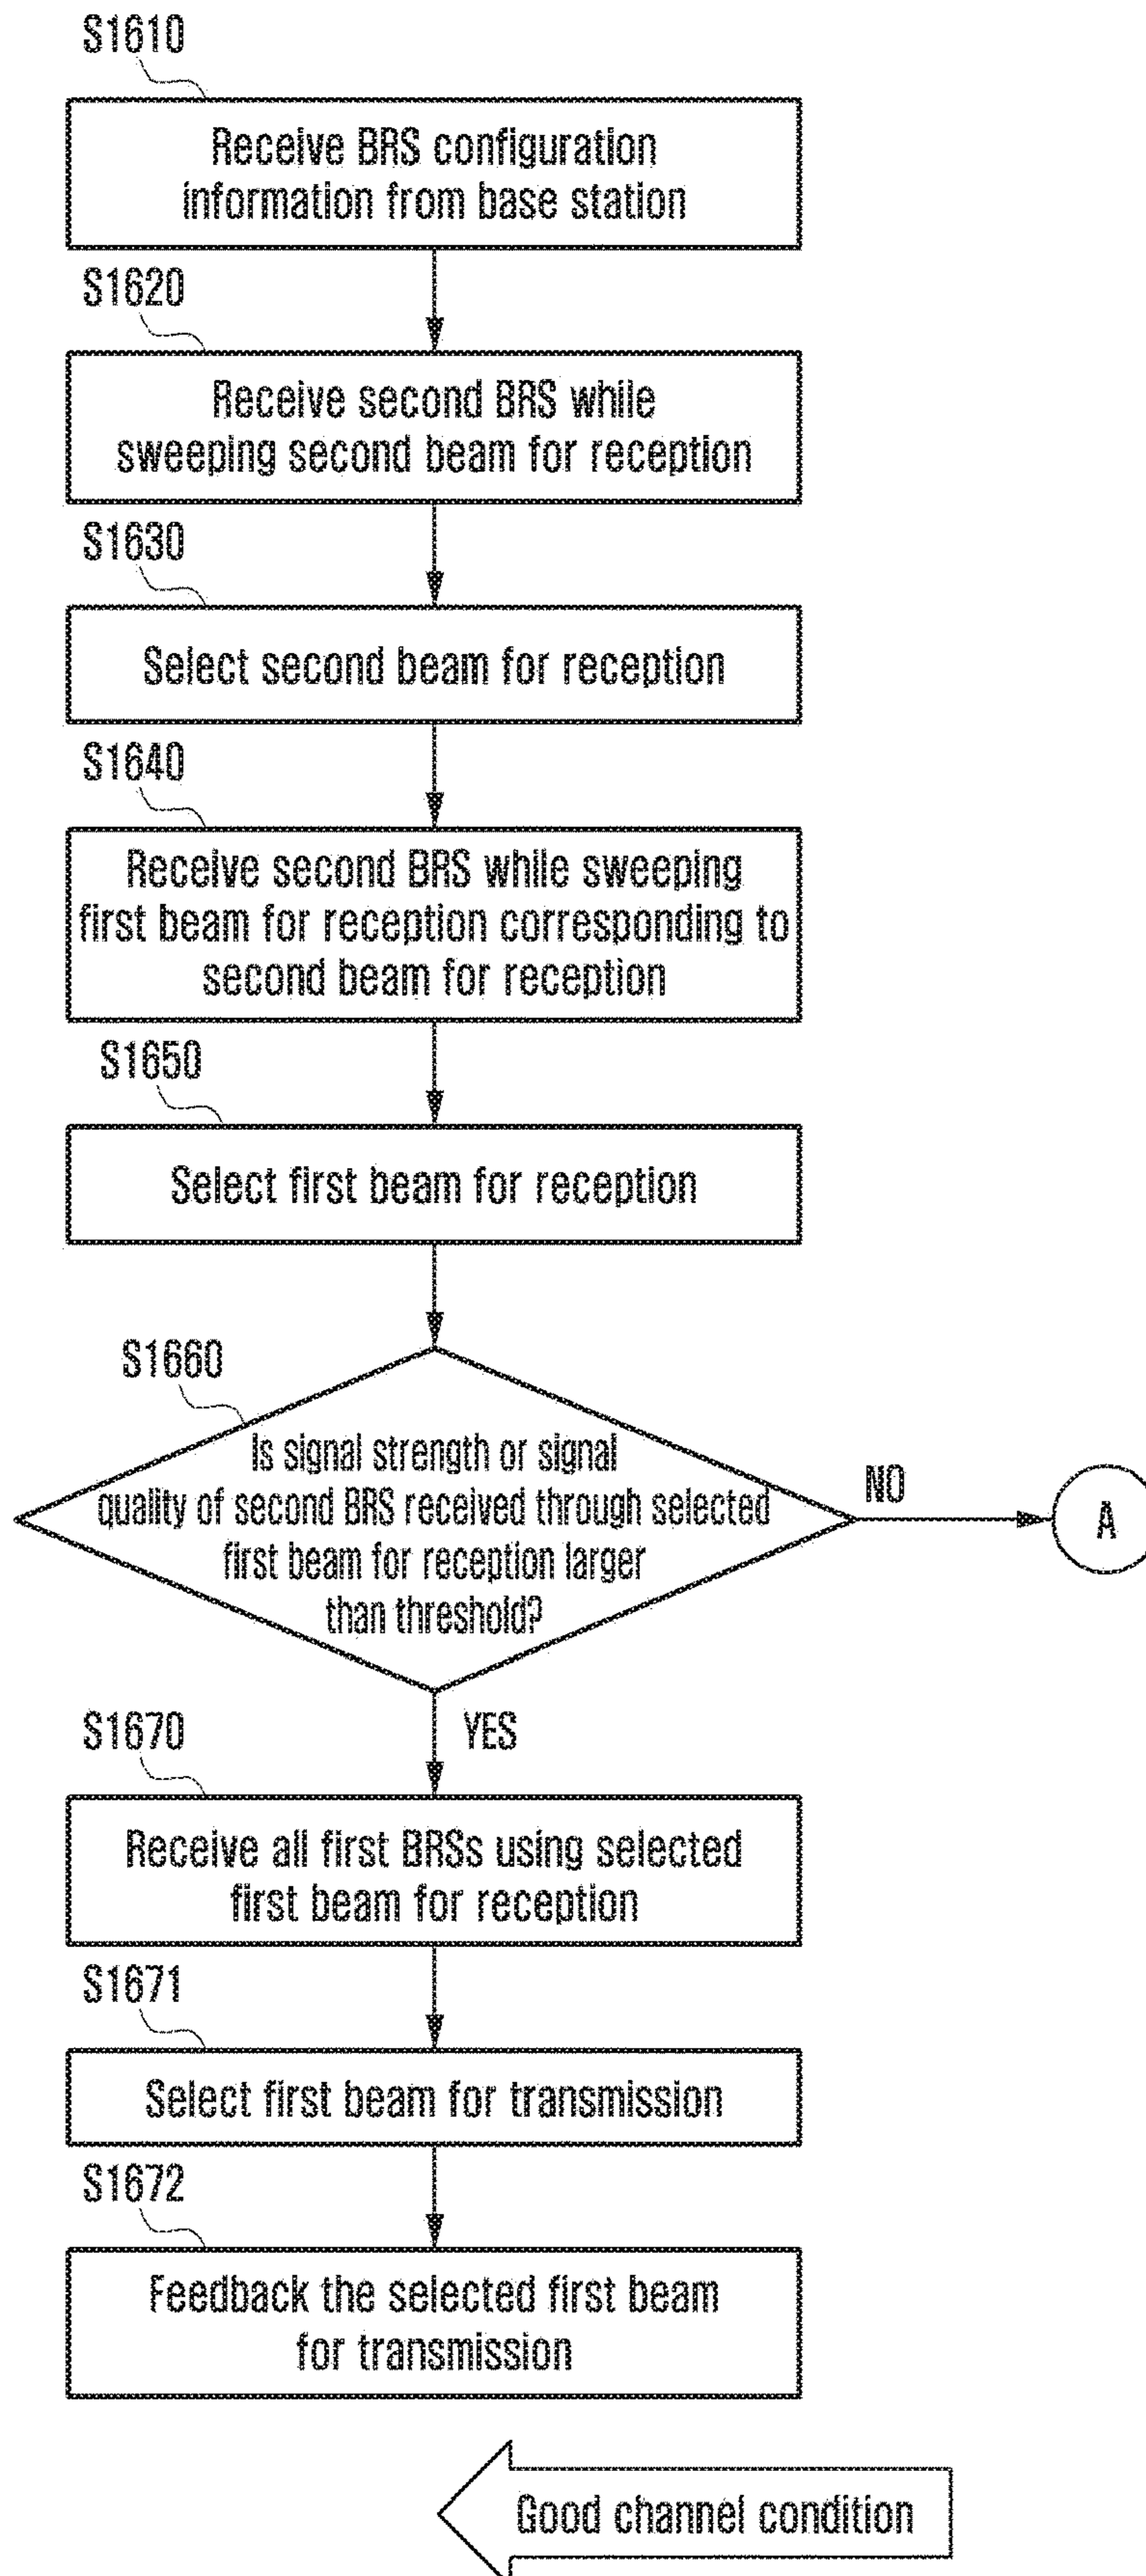 S1610
Receive BRS configuration
information from base station
S1620
Receive second BRS while
sweeping second beam for reception
S1630
Select second beam for reception
S1640
Receive second BRS while sweeping
first beam for reception corresponding to
second beam for reception
S1650
Select first beam for reception
S1660
Is signal strength or signal
quality of second BRS received through selected
first beam for reception larger
than threshold?
NO
A
YES
S1670
Receive all first BRSs using selected
first beam for reception
S1671
Select first beam for transmission
S1672
Feedback the selected first beam
for transmission
Good channel condition